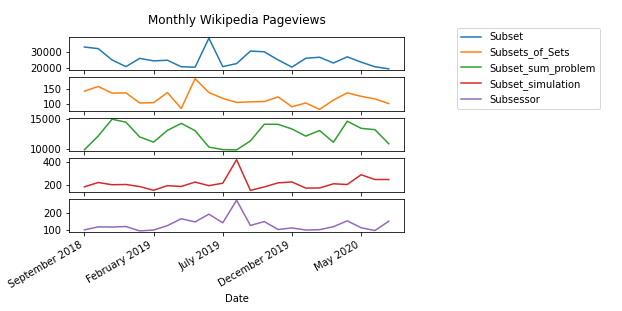 Monthly Wikipedia Pageviews
Subset
Subsets_of_Sets
Subset_sum_problem
Subset_simulation
Subsessor
30000
20000
150
100
15000
10000
400
200
200
100
September 2018
February 2019
July 2019
December 2019
May 2020
Date